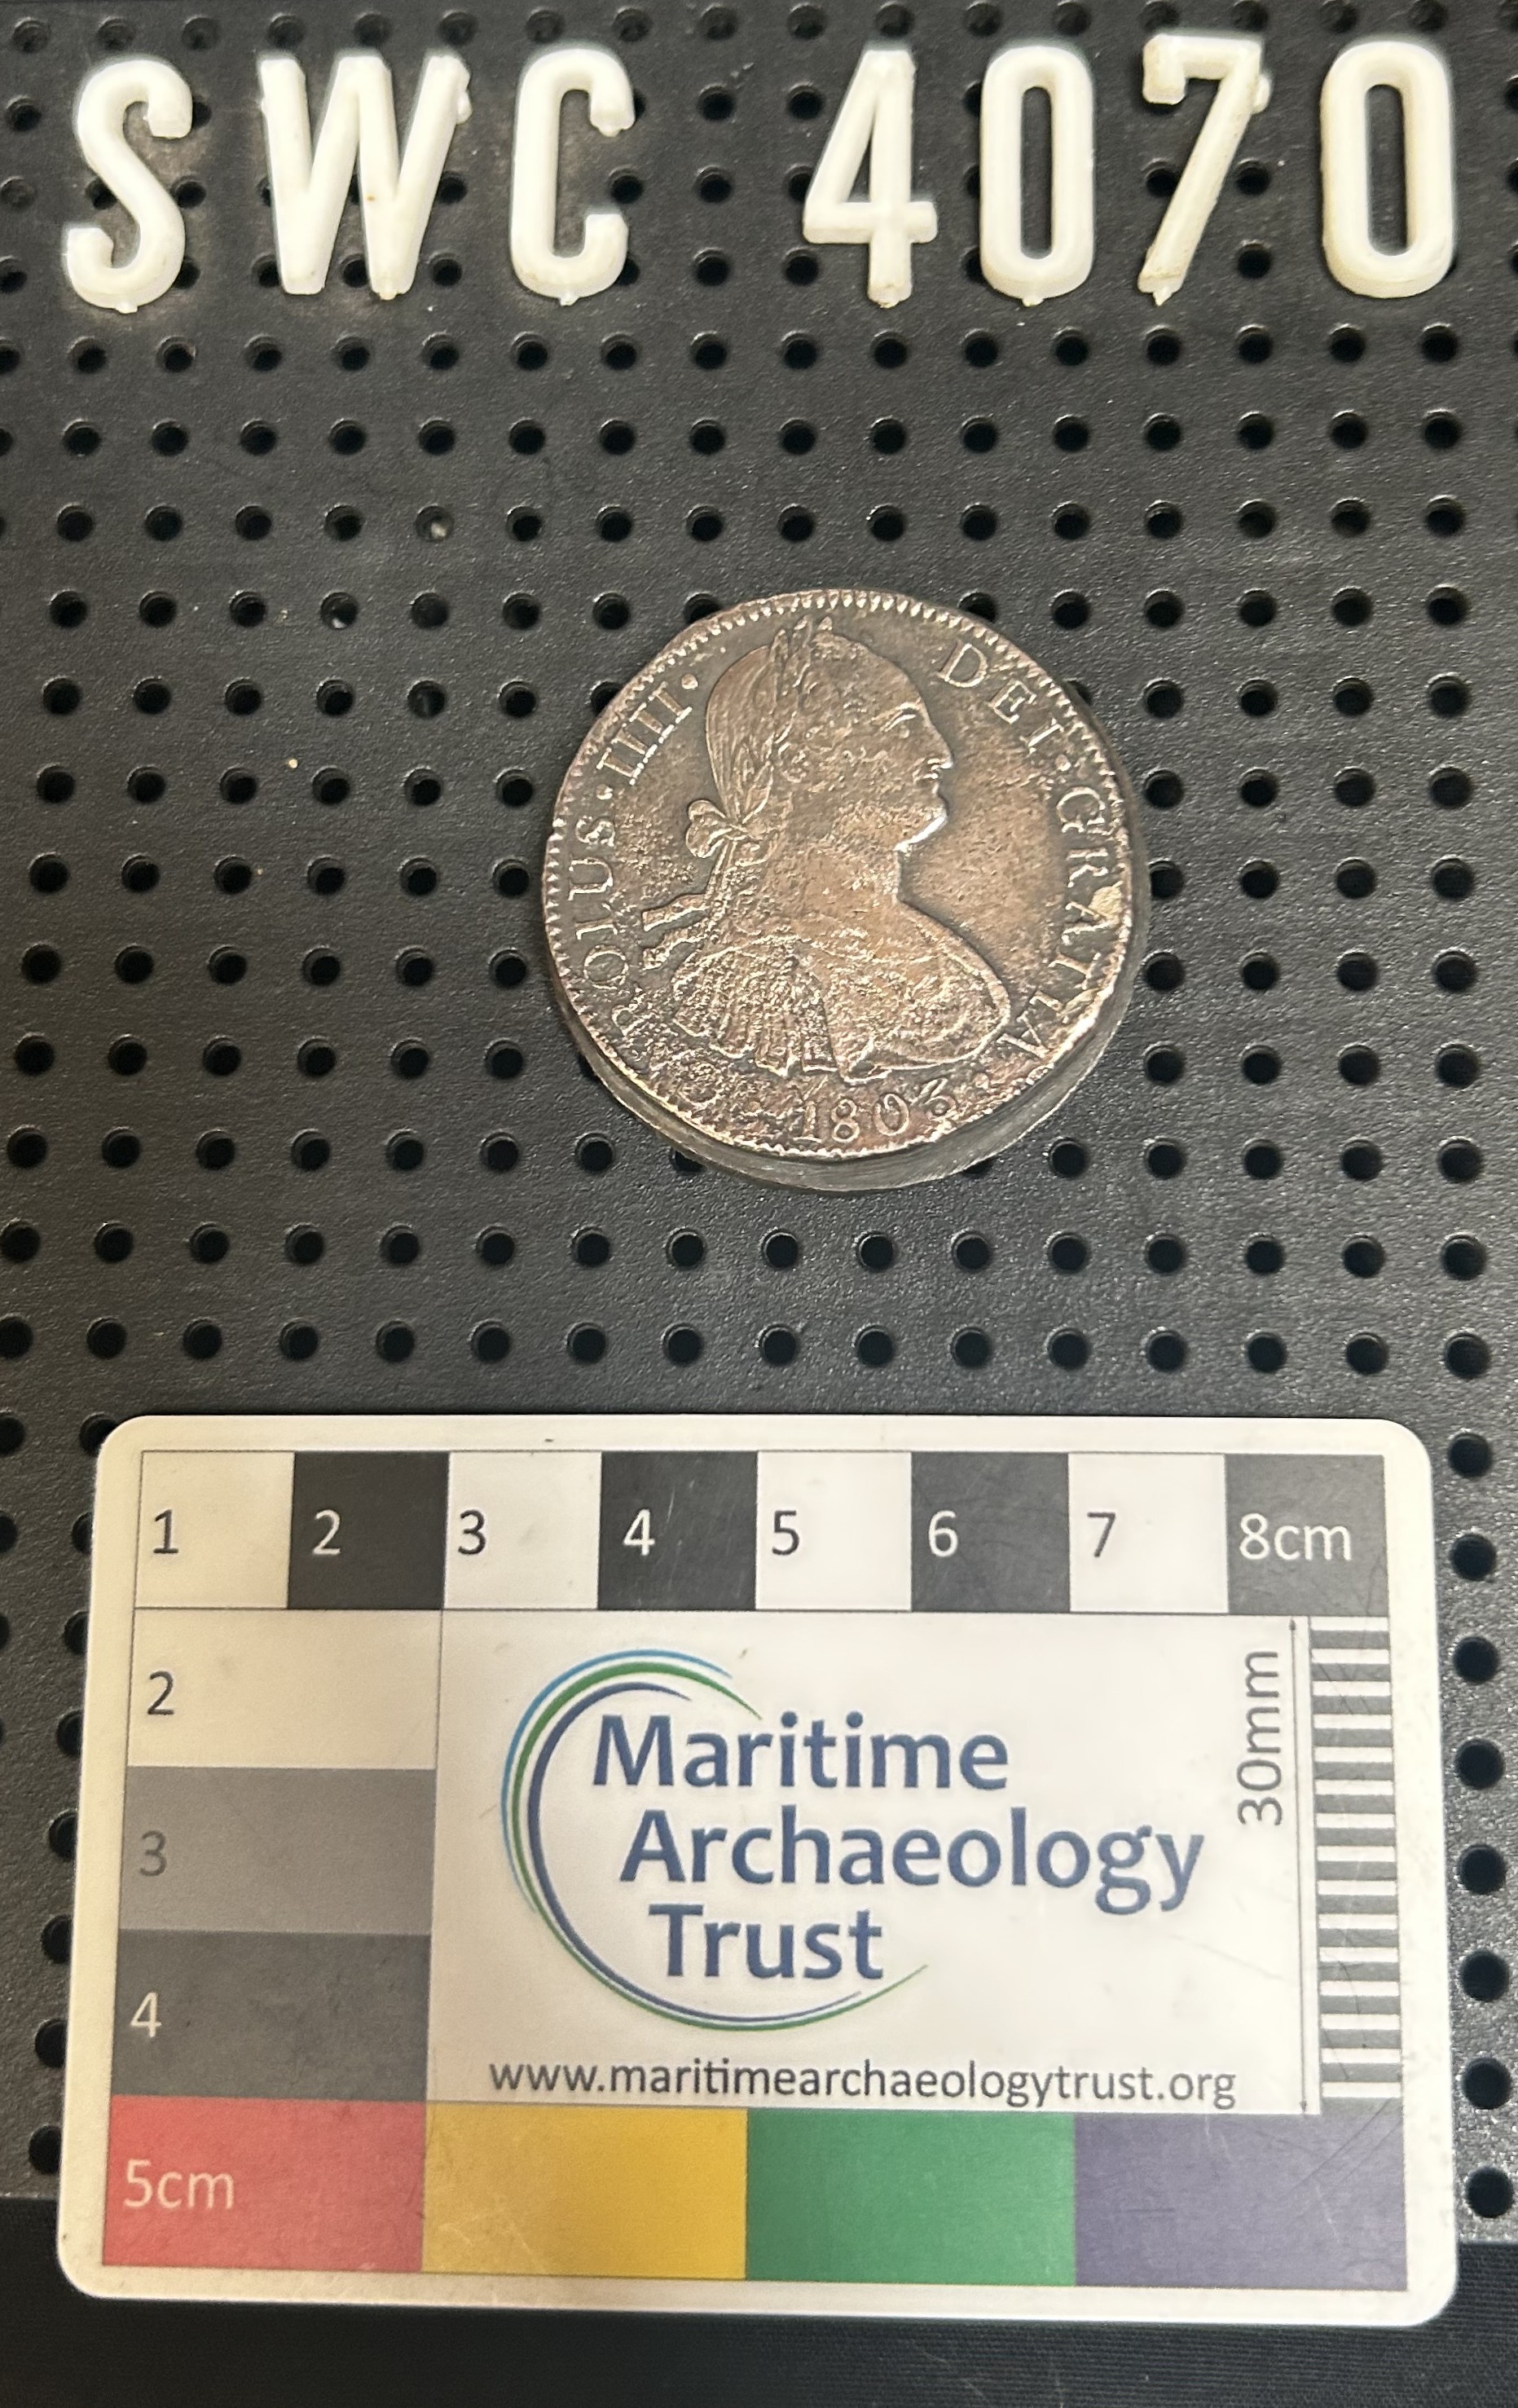 SWC 4070
CAROLUS·IIII· DEI·GRATIA·
·1803·
1 2 3 4 5 6 7 8cm
2
3
4
5cm
30mm
Maritime
Archaeology
Trust
www.maritimearchaeologytrust.org